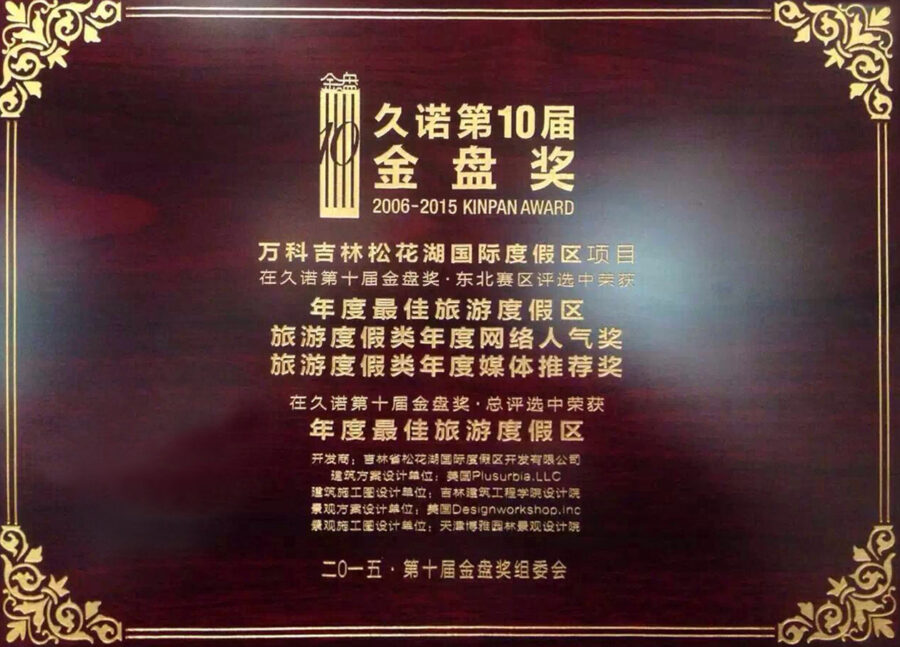 金盘
10
久诺第10届
金盘奖
2006-2015 KINPAN AWARD
万科吉林松花湖国际度假区项目
在久诺第十届金盘奖·东北赛区评选中荣获
年度最佳旅游度假区
旅游度假类年度网络人气奖
旅游度假类年度媒体推荐奖
在久诺第十届金盘奖·总评选中荣获
年度最佳旅游度假区
开发商：吉林省松花湖国际度假区开发有限公司
建筑方案设计单位：美国Plusurbia.LLC
建筑施工图设计单位：吉林建筑工程学院设计院
景观方案设计单位：美国Designworkshop.inc
景观施工图设计单位：天津博雅园林景观设计院
二〇一五·第十届金盘奖组委会